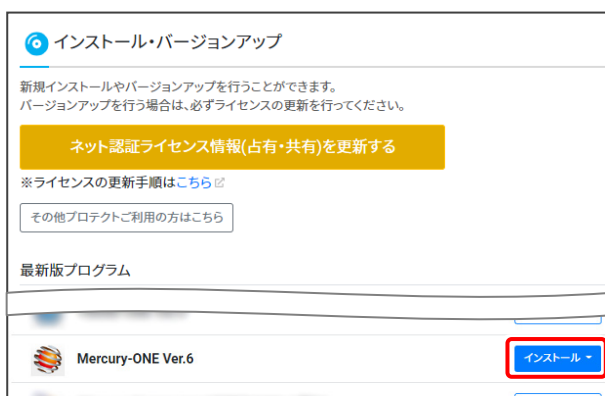 インストール・バージョンアップ
新規インストールやバージョンアップを行うことができます。
バージョンアップを行う場合は、必ずライセンスの更新を行ってください。
ネット認証ライセンス情報(占有・共有)を更新する
※ライセンスの更新手順はこちら
その他プロテクトご利用の方はこちら
最新版プログラム
Mercury-ONE Ver.6
インストール